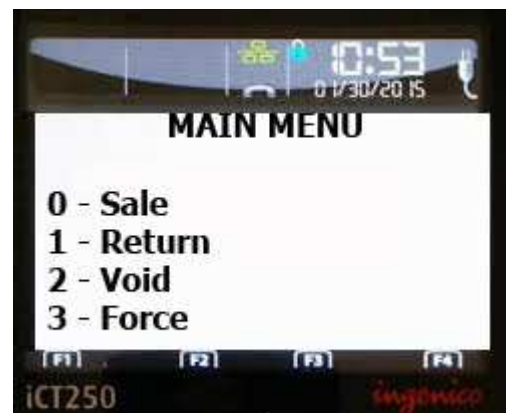 10:53
01/30/2015
MAIN MENU
0 - Sale
1 - Return
2 - Void
3 - Force
F1 F2 F3 F4
iCT250 ingenico